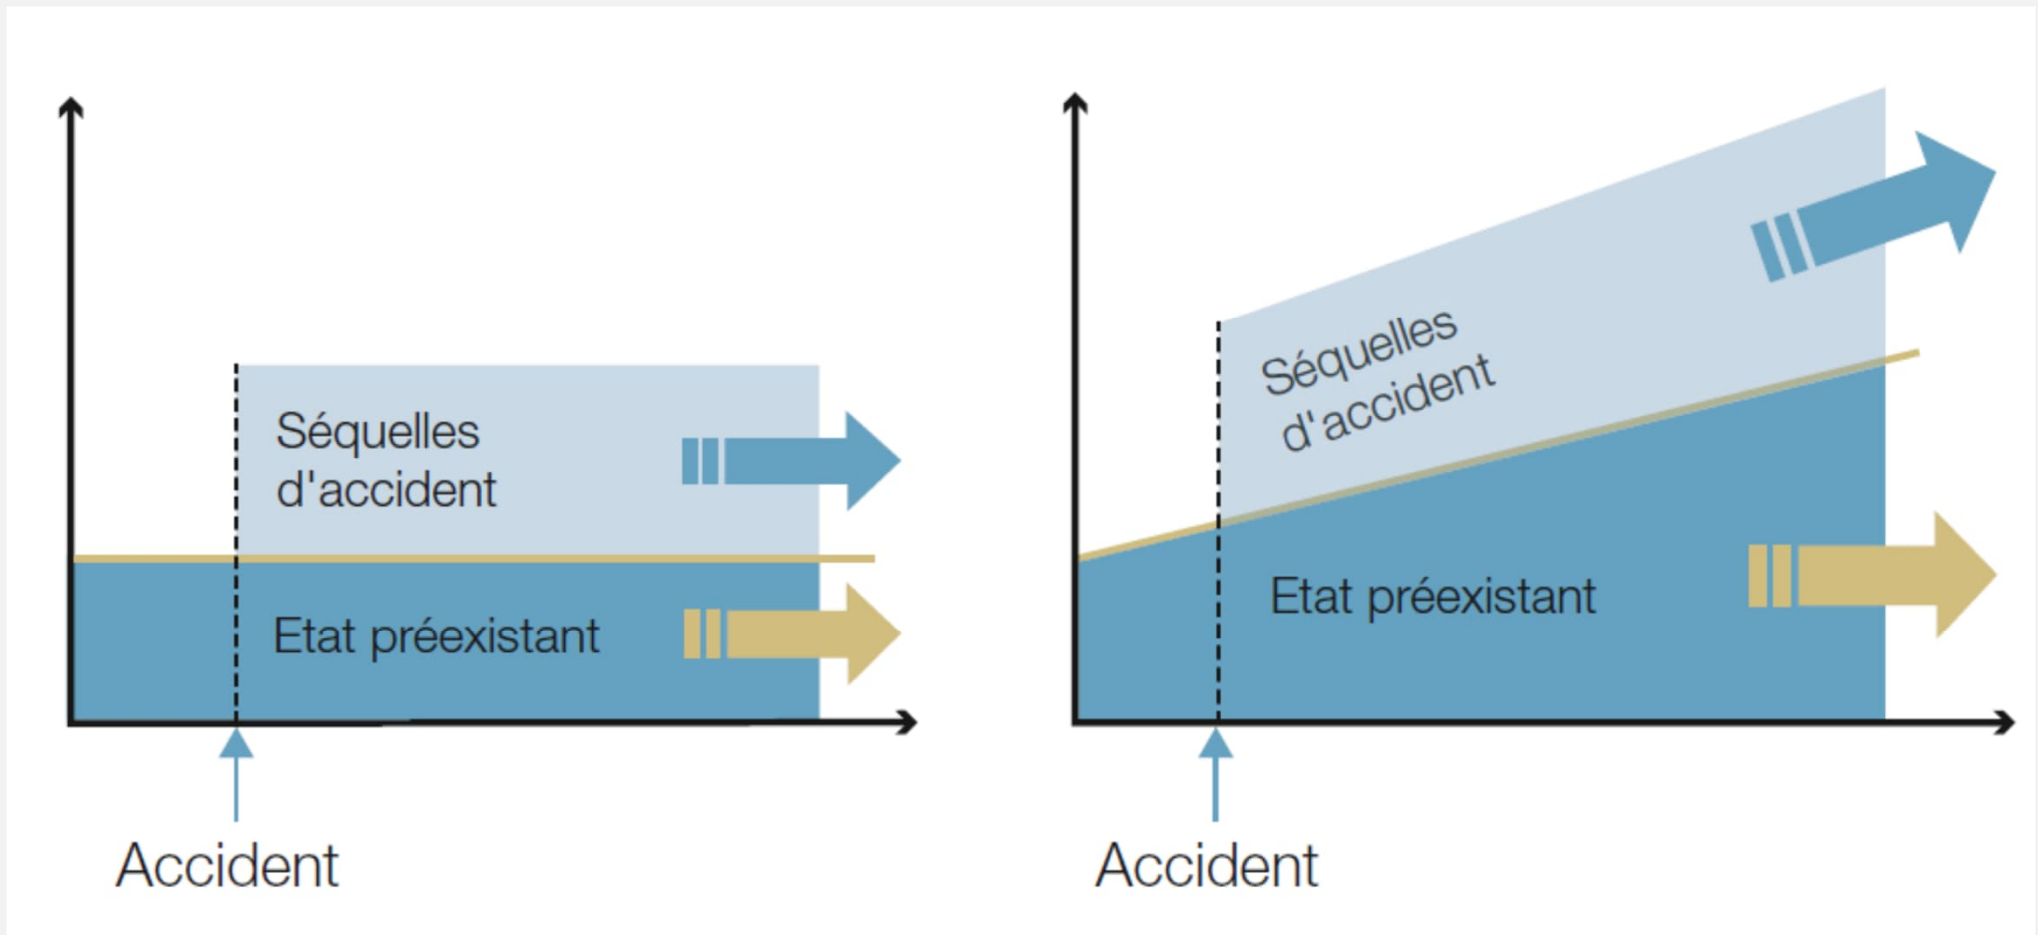 Séquelles
d'accident
Etat préexistant
Accident
Séquelles
d'accident
Etat préexistant
Accident